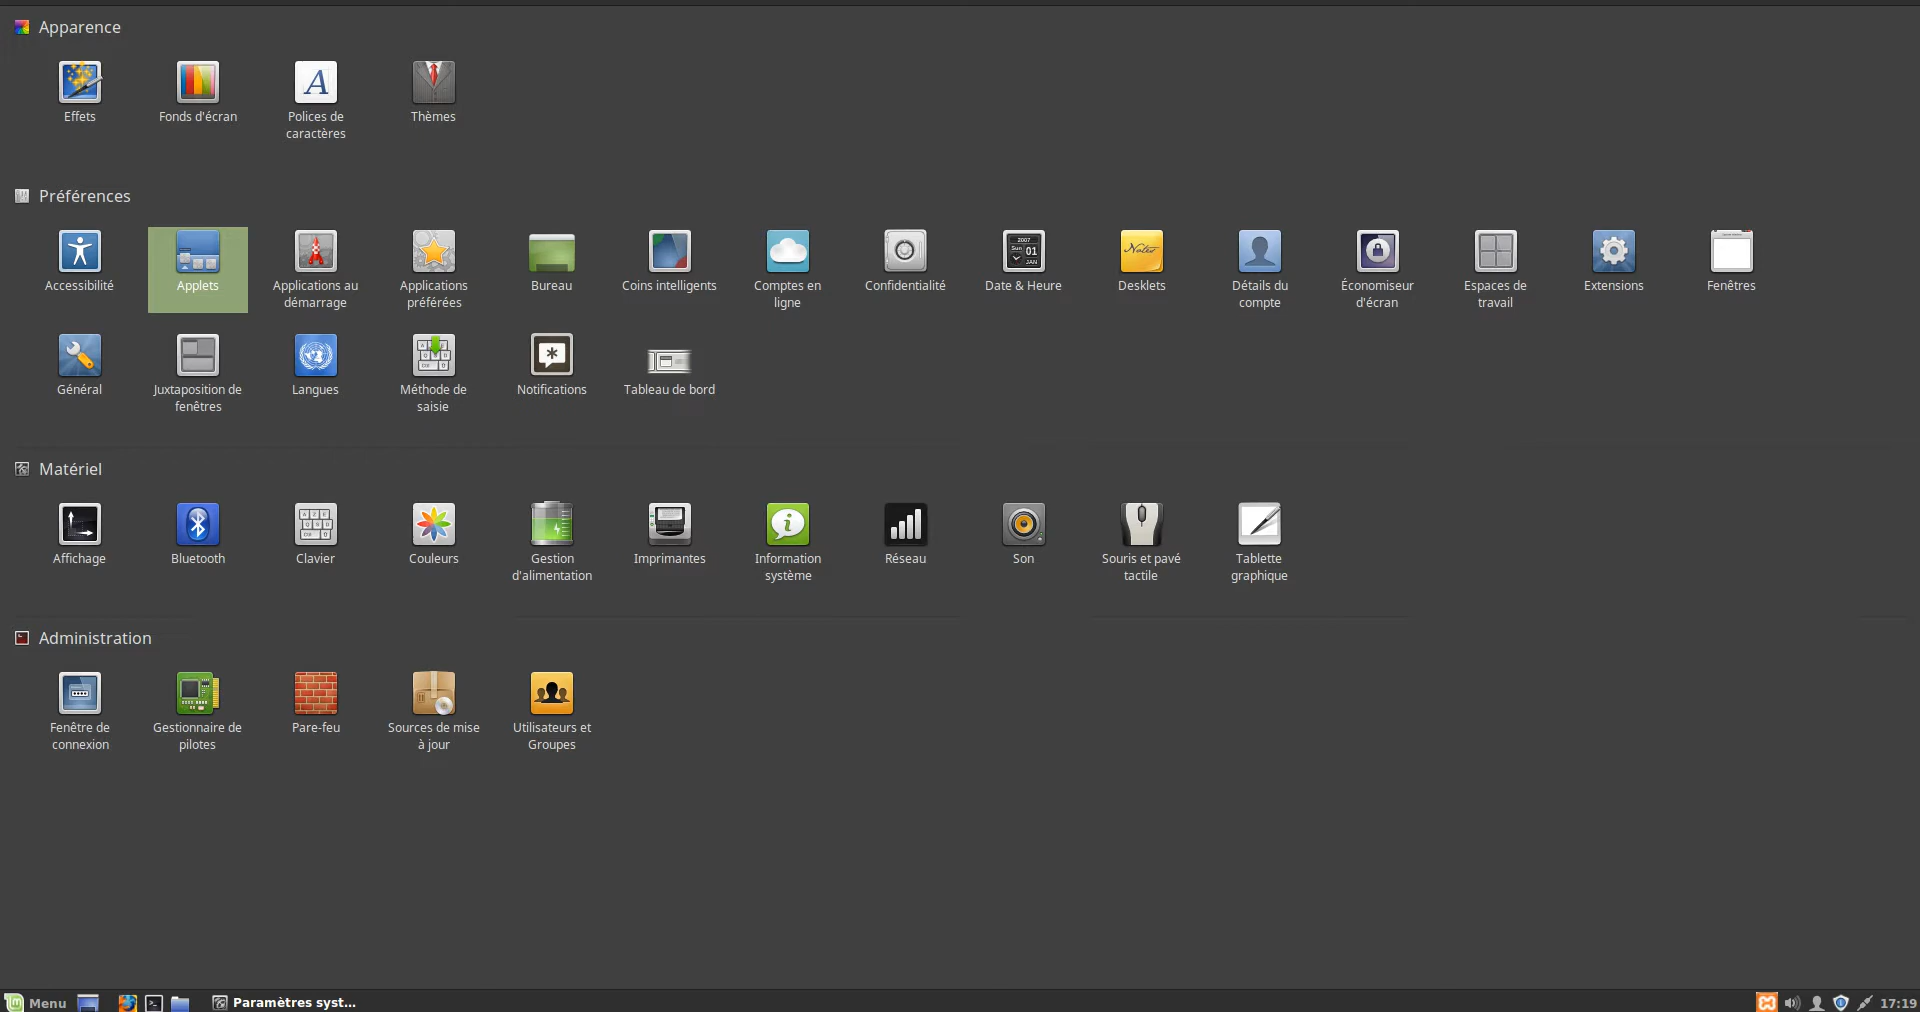 Apparence
Effets
Fonds d'écran
Polices de
caractères
Thèmes
Préférences
Accessibilité
Applets
Applications au
démarrage
Applications
préférées
Bureau
Coins intelligents
Comptes en
ligne
Confidentialité
Date & Heure
Desklets
Détails du
compte
Économiseur
d'écran
Espaces de
travail
Extensions
Fenêtres
Général
Juxtaposition de
fenêtres
Langues
Méthode de
saisie
Notifications
Tableau de bord
Matériel
Affichage
Bluetooth
Clavier
Couleurs
Gestion
d'alimentation
Imprimantes
Information
système
Réseau
Son
Souris et pavé
tactile
Tablette
graphique
Administration
Fenêtre de
connexion
Gestionnaire de
pilotes
Pare-feu
Sources de mise
à jour
Utilisateurs et
Groupes
Menu
Paramètres syst...
17:19